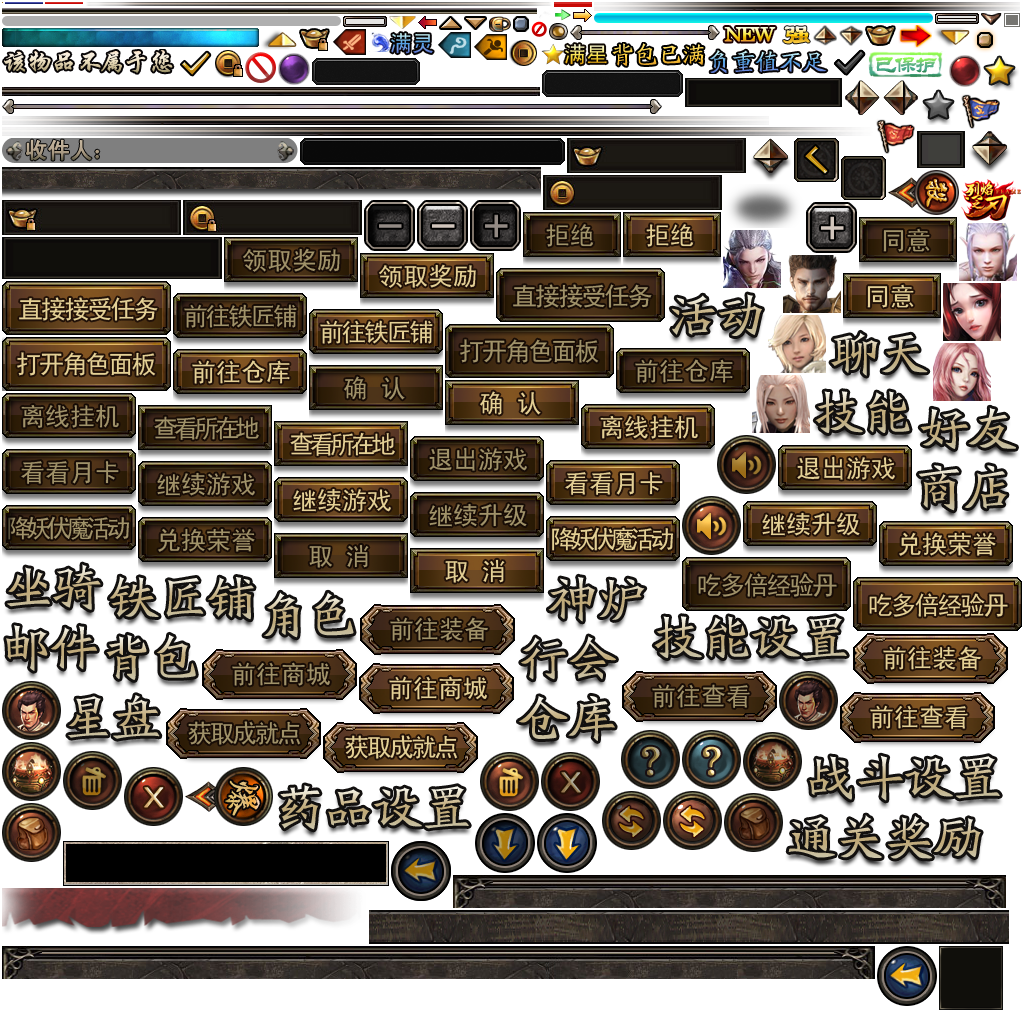 NEW 强
满灵
满星 背包已满
该物品不属于您
负重值不足
已保护
收件人:
烈焰之刃
拒绝
拒绝
同意
领取奖励
领取奖励
直接接受任务
同意
直接接受任务
前往铁匠铺
前往铁匠铺
活动
打开角色面板
打开角色面板
聊天
前往仓库
前往仓库
确 认
确 认
技能
离线挂机
查看所在地
查看所在地
离线挂机
好友
看看月卡
继续游戏
退出游戏
退出游戏
看看月卡
商店
继续游戏
继续升级
继续升级
降妖伏魔活动
兑换荣誉
降妖伏魔活动
兑换荣誉
取 消
取 消
坐骑
铁匠铺
角色
神炉
吃多倍经验丹
吃多倍经验丹
前往装备
邮件
背包
行会
技能设置
前往装备
前往商城
前往商城
前往查看
前往查看
星盘
仓库
获取成就点
获取成就点
爆
药品设置
战斗设置
通关奖励